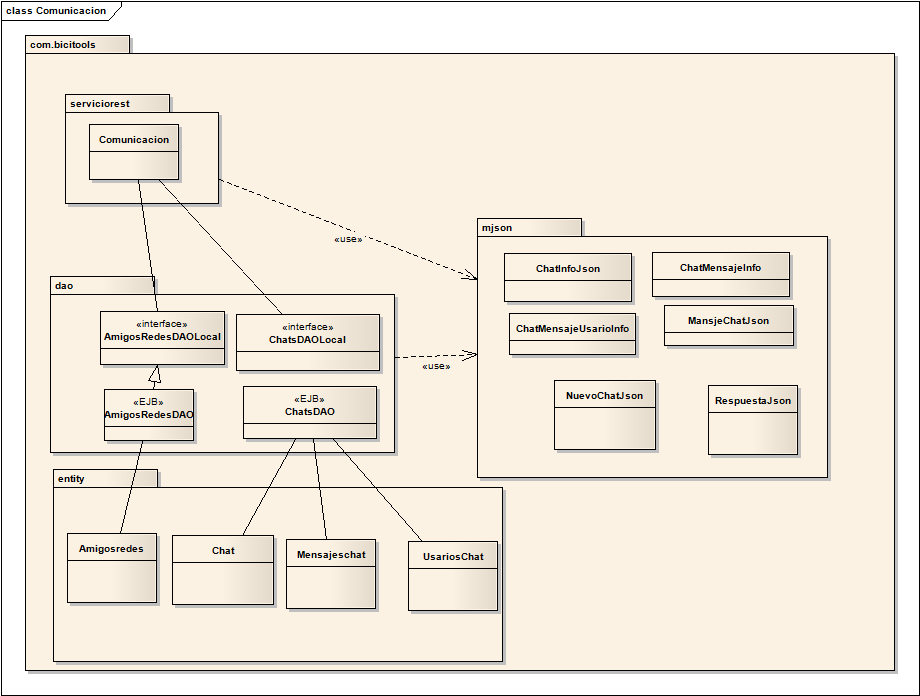 class Comunicacion
com.bicitools
serviciorest
Comunicacion
«use»
mjson
ChatInfoJson
ChatMensajeInfo
ChatMensajeUsarioInfo
MansjeChatJson
NuevoChatJson
RespuestaJson
dao
«interface»
AmigosRedesDAOLocal
«interface»
ChatsDAOLocal
«use»
«EJB»
AmigosRedesDAO
«EJB»
ChatsDAO
entity
Amigosredes
Chat
Mensajeschat
UsariosChat